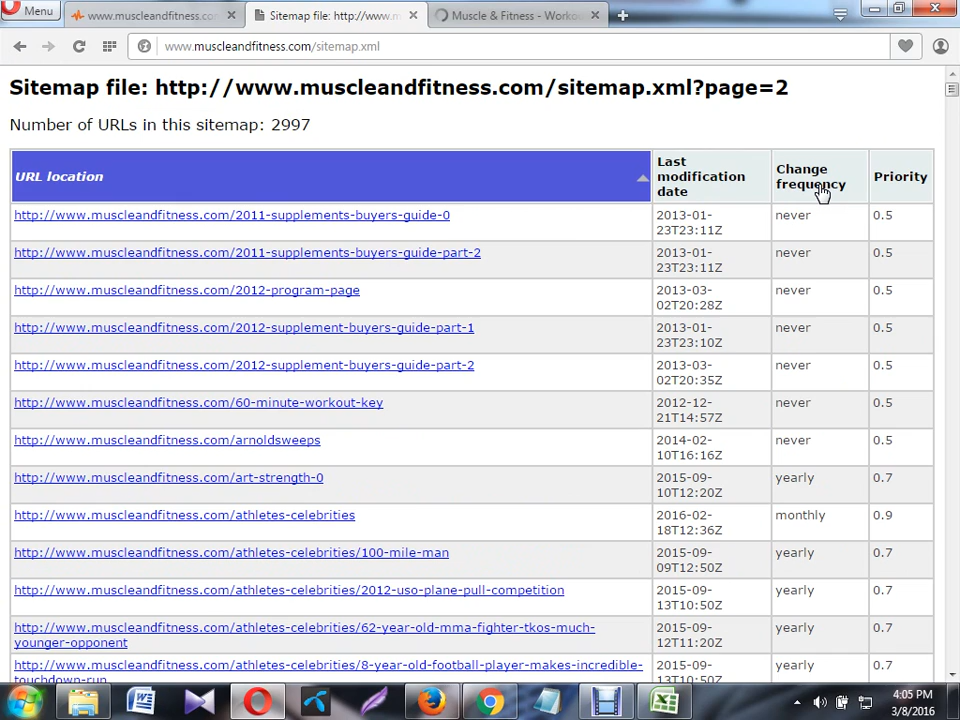 Menu
www.muscleandfitness.co
Sitemap file: http://www.m
Muscle & Fitness - Workou
www.muscleandfitness.com/sitemap.xml
Sitemap file: http://www.muscleandfitness.com/sitemap.xml?page=2
Number of URLs in this sitemap: 2997
URL location
Last
modification
date
Change
frequency
Priority
http://www.muscleandfitness.com/2011-supplements-buyers-guide-0
2013-01-
23T23:11Z
never
0.5
http://www.muscleandfitness.com/2011-supplements-buyers-guide-part-2
2013-01-
23T23:11Z
never
0.5
http://www.muscleandfitness.com/2012-program-page
2013-03-
02T20:28Z
never
0.5
http://www.muscleandfitness.com/2012-supplement-buyers-guide-part-1
2013-01-
23T23:10Z
never
0.5
http://www.muscleandfitness.com/2012-supplement-buyers-guide-part-2
2013-03-
02T20:35Z
never
0.5
http://www.muscleandfitness.com/60-minute-workout-key
2012-12-
21T14:57Z
never
0.5
http://www.muscleandfitness.com/arnoldsweeps
2014-02-
10T16:16Z
never
0.5
http://www.muscleandfitness.com/art-strength-0
2015-09-
10T12:20Z
yearly
0.7
http://www.muscleandfitness.com/athletes-celebrities
2016-02-
18T12:36Z
monthly
0.9
http://www.muscleandfitness.com/athletes-celebrities/100-mile-man
2015-09-
09T12:50Z
yearly
0.7
http://www.muscleandfitness.com/athletes-celebrities/2012-uso-plane-pull-competition
2015-09-
13T10:50Z
yearly
0.7
http://www.muscleandfitness.com/athletes-celebrities/62-year-old-mma-fighter-tkos-much-
younger-opponent
2015-09-
12T11:20Z
yearly
0.7
http://www.muscleandfitness.com/athletes-celebrities/8-year-old-football-player-makes-incredible-
touchdown-run
2015-09-
13T10:50Z
yearly
0.7
4:05 PM
3/8/2016